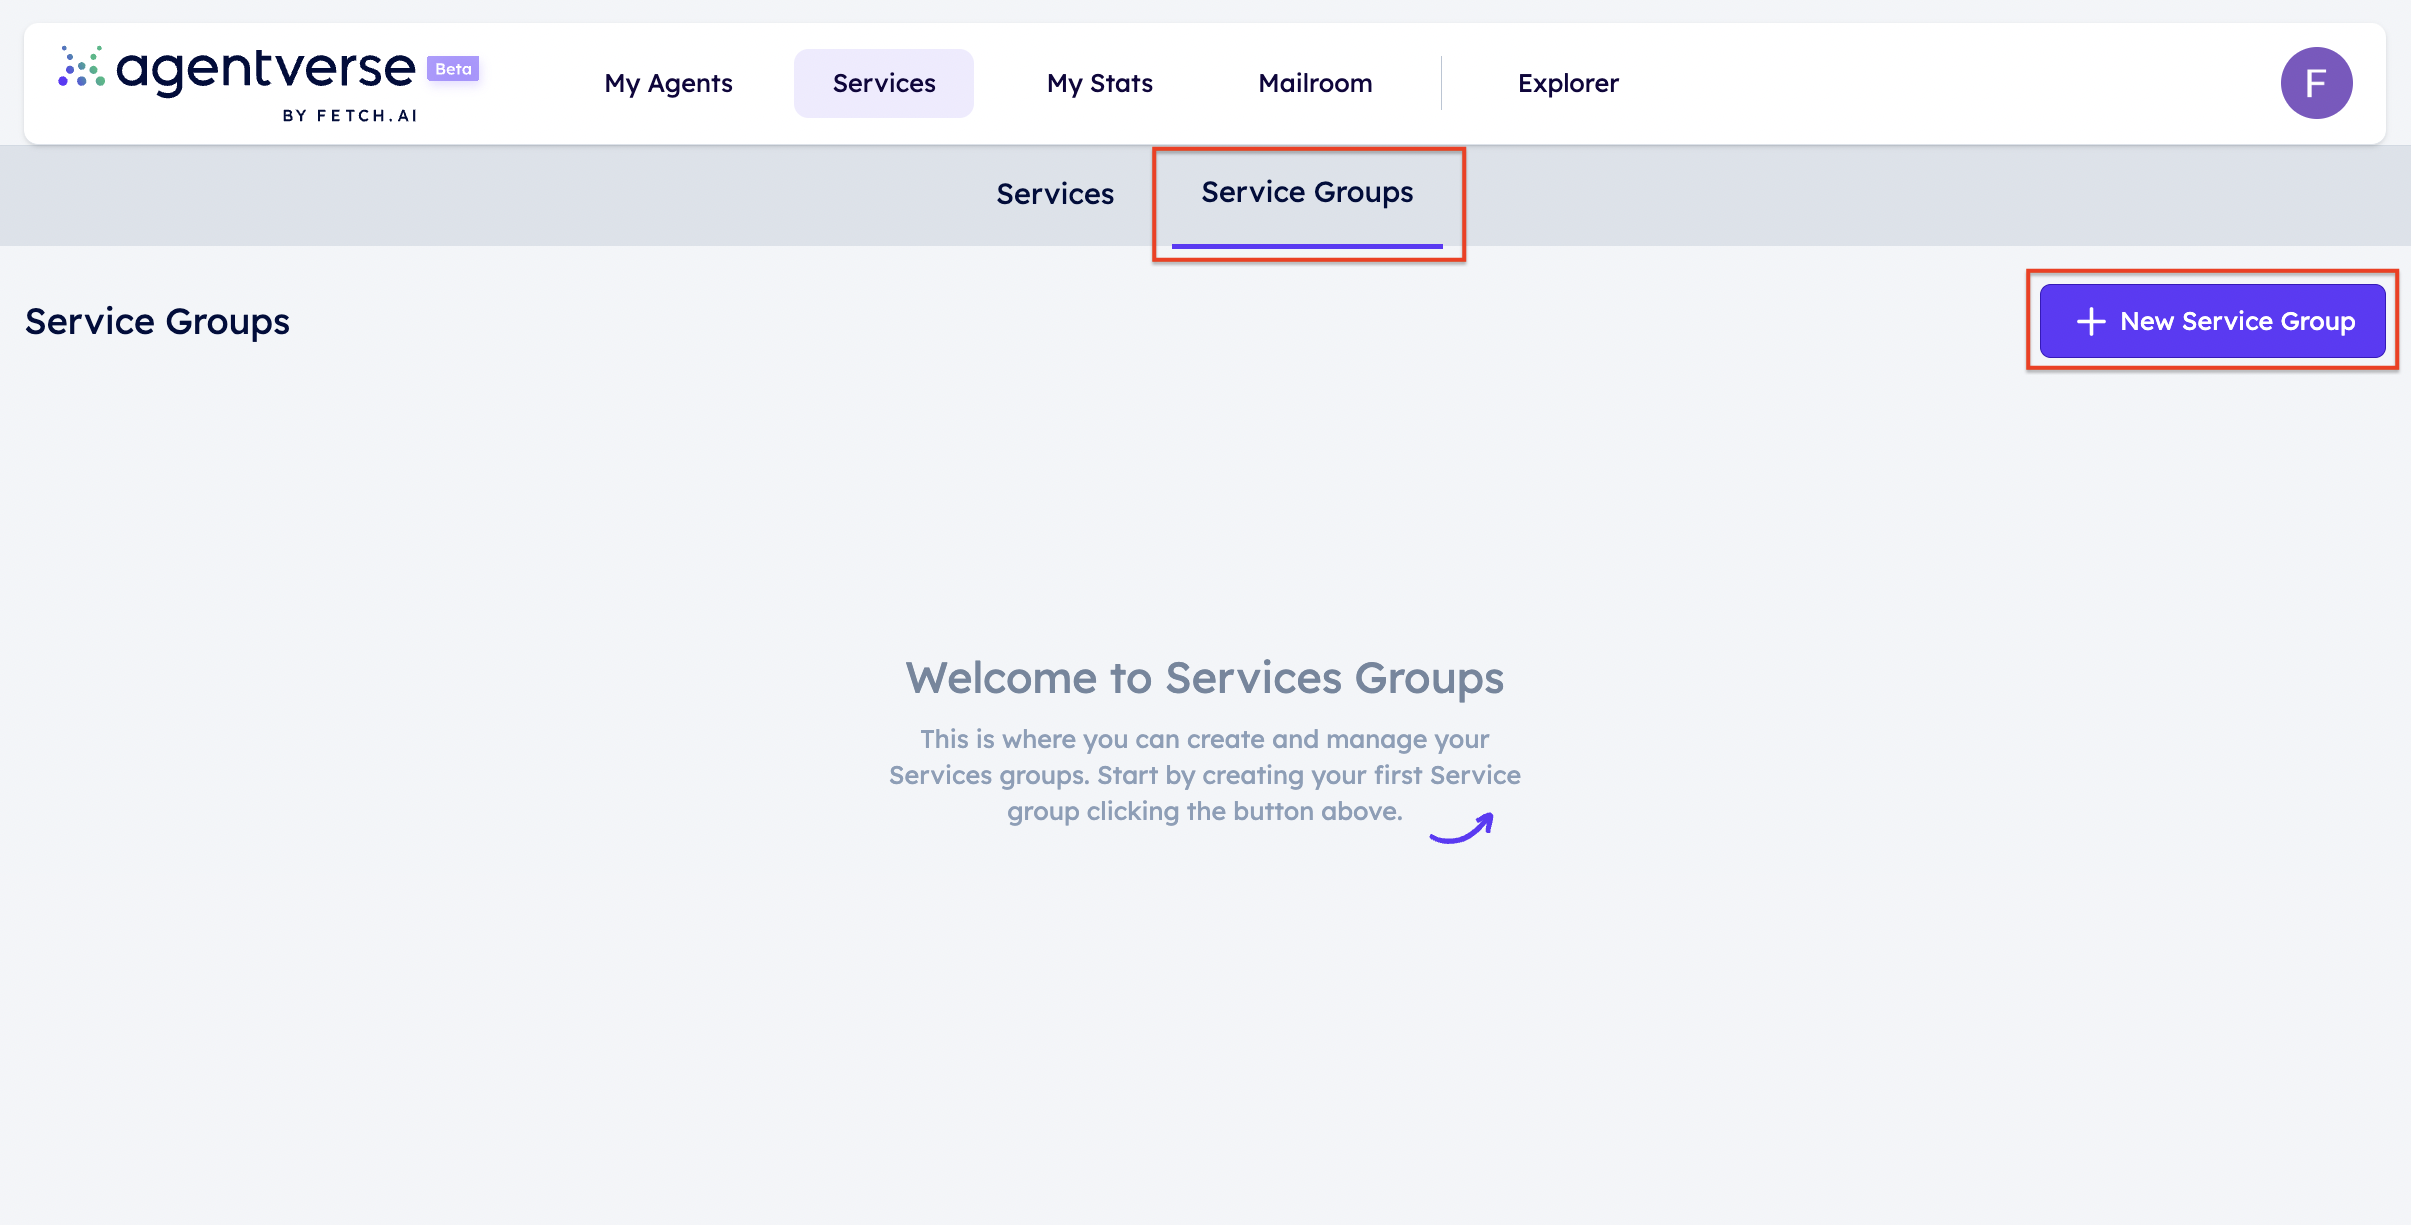 agentverse Beta
BY FETCH.AI
My Agents
Services
My Stats
Mailroom
Explorer
F
Services
Service Groups
Service Groups
+ New Service Group
Welcome to Services Groups
This is where you can create and manage your
Services groups. Start by creating your first Service
group clicking the button above.